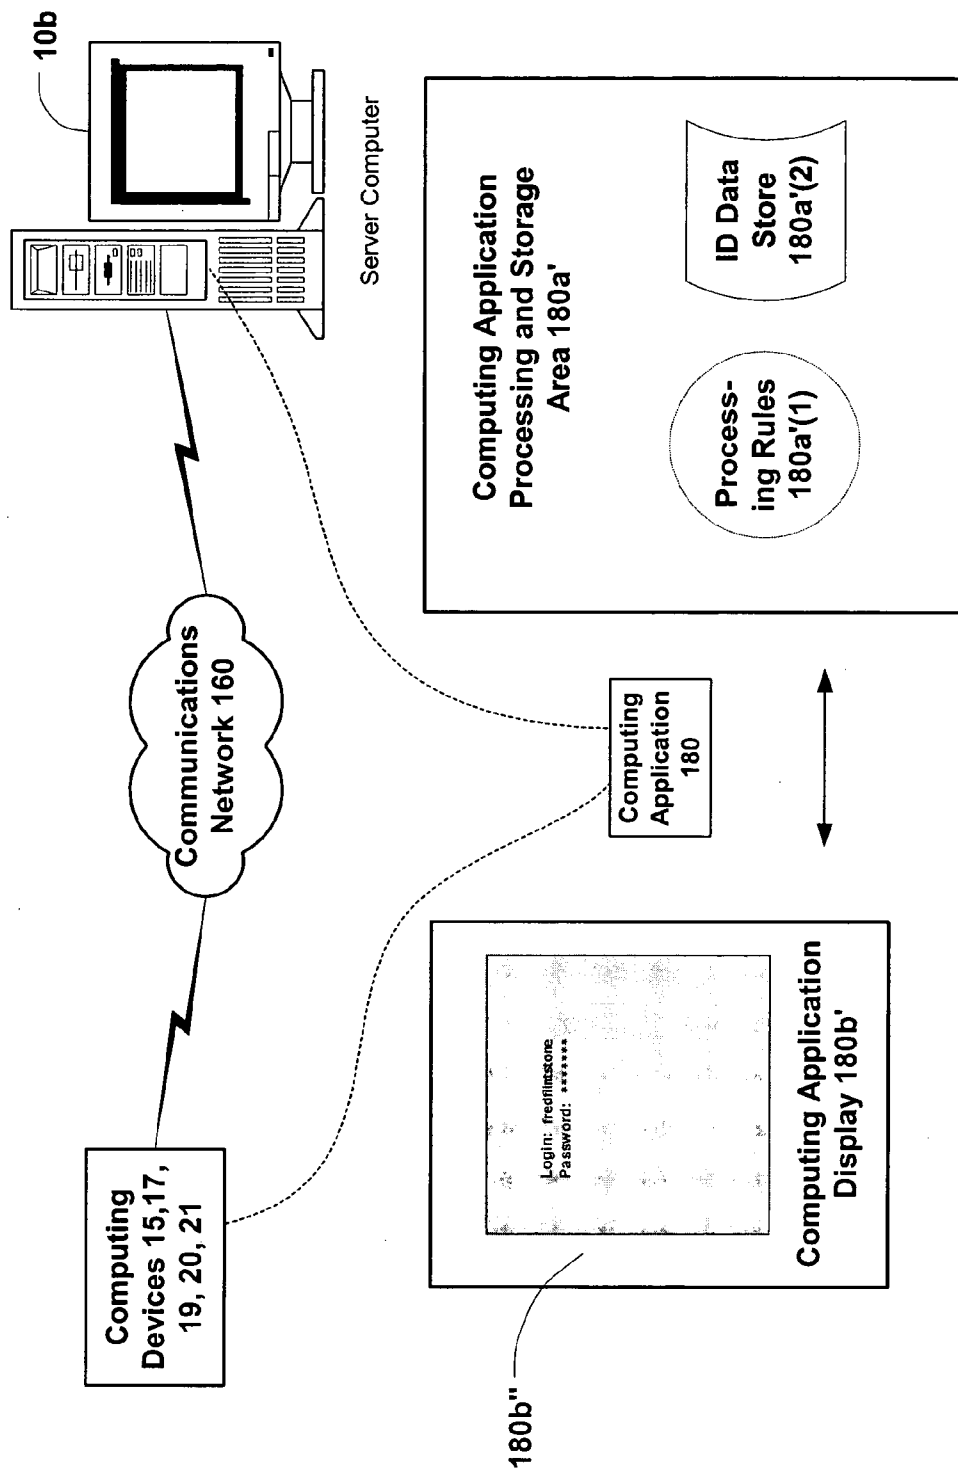 Computing
Devices 15,17,
19, 20, 21
Communications
Network 160
10b
Server Computer
Computing
Application
180
180b"
Login: fredflintstone
Password: ********
Computing Application
Display 180b'
Computing Application
Processing and Storage
Area 180a'
Process-
ing Rules
180a'(1)
ID Data
Store
180a'(2)